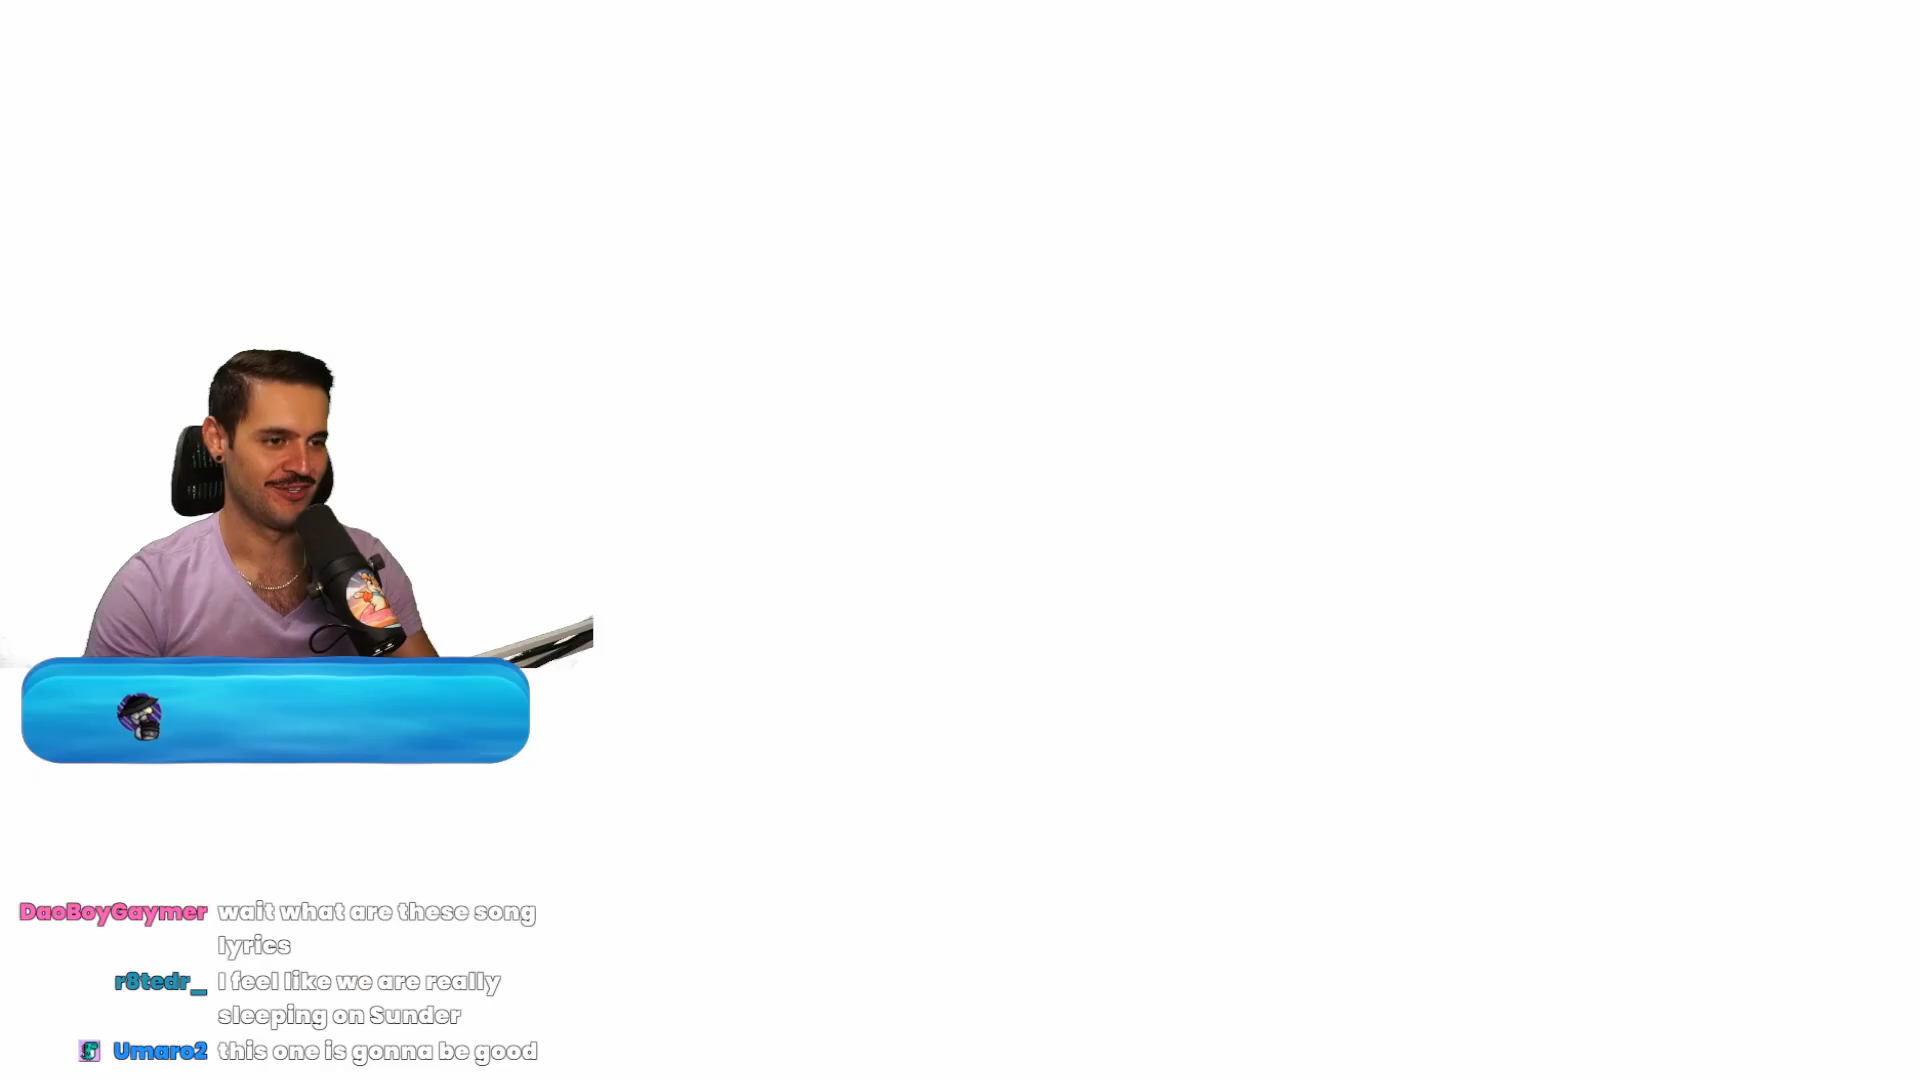 DaoBoyGaymer wait what are these song
lyrics
r8tedr_ I feel like we are really
sleeping on Sunder
Umaro2 this one is gonna be good